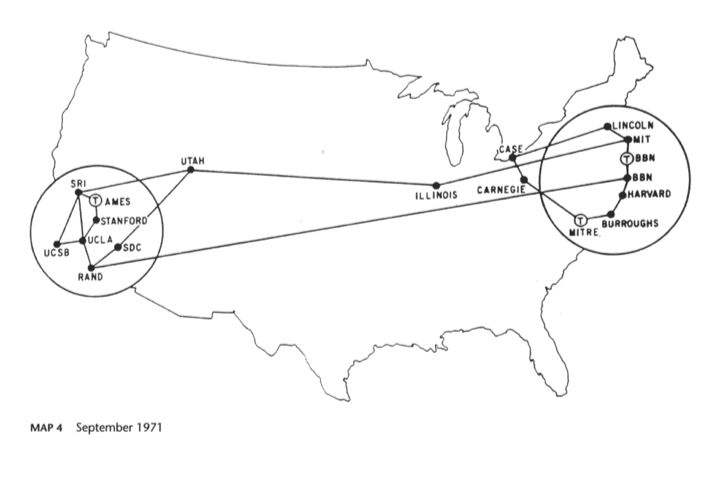 LINCOLN
MIT
CASE
T BBN
UTAH
BBN
SRI
ILLINOIS
CARNEGIE
HARVARD
T AMES
STANFORD
T
BURROUGHS
MITRE
UCLA
SDC
UCSB
RAND
MAP 4 September 1971